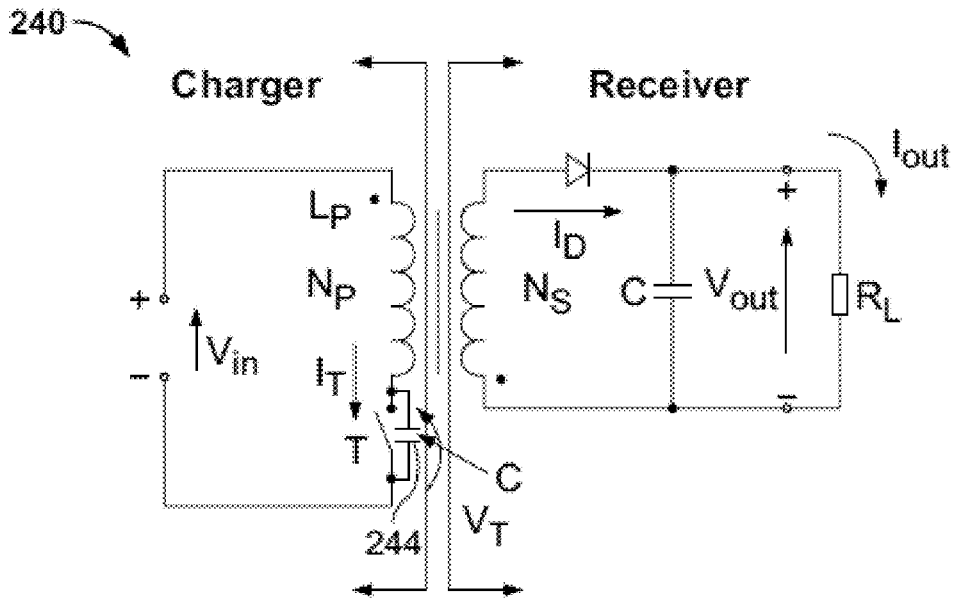 240
Charger
Receiver
I_out
L_P
I_D
+
N_P
N_S
C
V_out
R_L
+
V_in
−
I_T
−
T
C
244
V_T